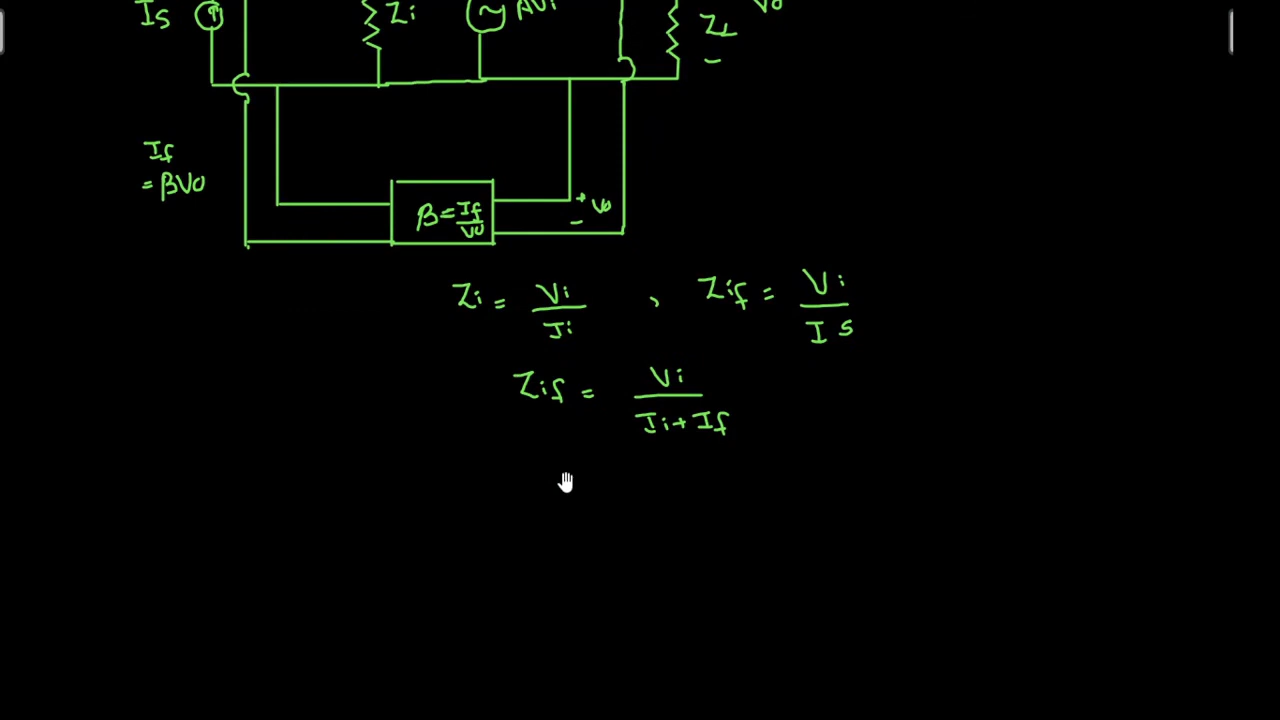 Is
Zi
AVi
ZL
Vo
-
If
= βVo
β = If/Vo
+ Vo
-
Zi = Vi/Ii , Zif = Vi/Is
Zif = Vi/Ii + If